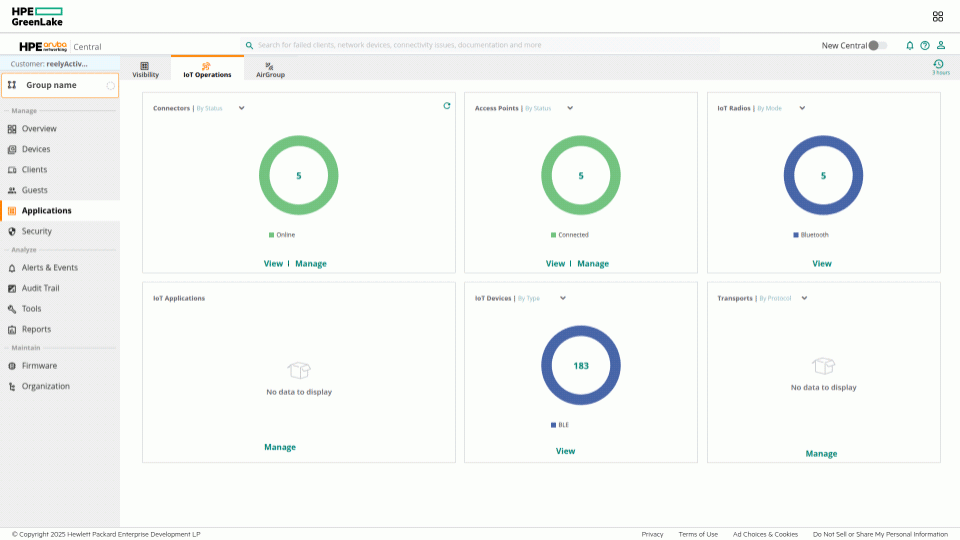 HPE
GreenLake
HPE aruba networking | Central
Search for failed clients, network devices, connectivity issues, documentation and more
New Central
Customer: reelyActiv...
Group name
Visibility
IoT Operations
AirGroup
3 hours
Manage
Overview
Devices
Clients
Guests
Applications
Security
Analyze
Alerts & Events
Audit Trail
Tools
Reports
Maintain
Firmware
Organization
Connectors | By Status
5
Online
View | Manage
Access Points | By Status
5
Connected
View | Manage
IoT Radios | By Mode
5
Bluetooth
View
IoT Applications
No data to display
Manage
IoT Devices | By Type
183
BLE
View
Transports | By Protocol
No data to display
Manage
© Copyright 2025 Hewlett Packard Enterprise Development LP
Privacy
Terms of Use
Ad Choices & Cookies
Do Not Sell or Share My Personal Information